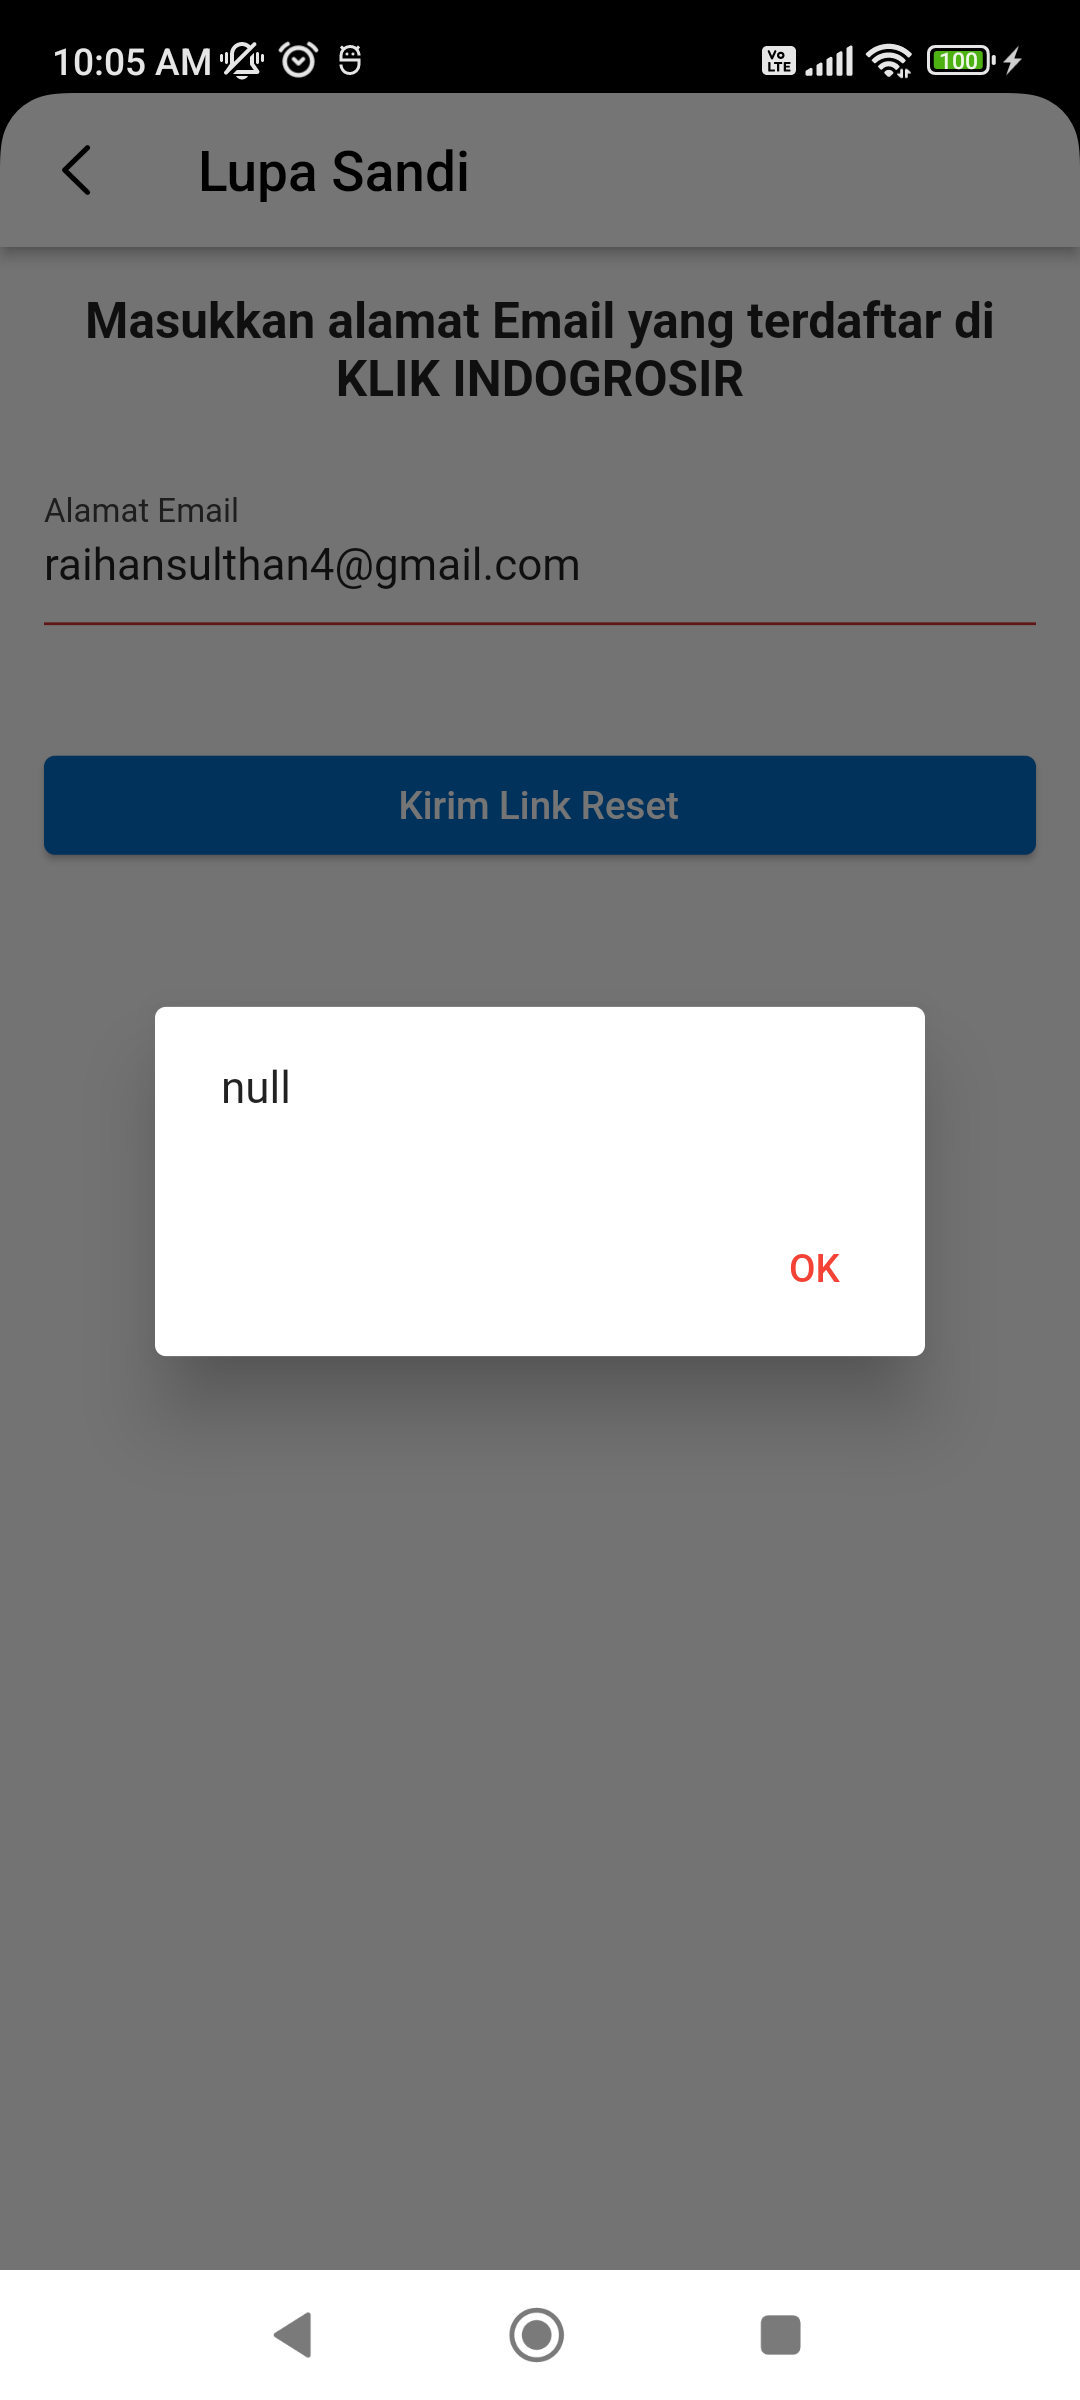 10:05 AM
Vo
LTE
100
Lupa Sandi
Masukkan alamat Email yang terdaftar di
KLIK INDOGROSIR
Alamat Email
raihansulthan4@gmail.com
Kirim Link Reset
null
OK